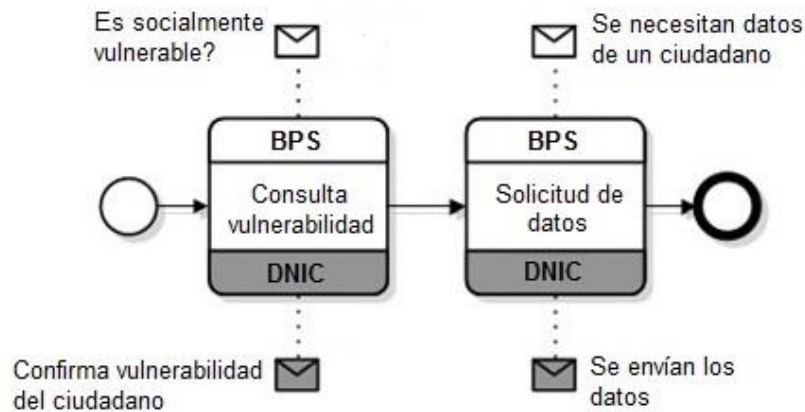 Es socialmente
vulnerable?
Se necesitan datos
de un ciudadano
BPS
Consulta
vulnerabilidad
DNIC
BPS
Solicitud de
datos
DNIC
Confirma vulnerabilidad
del ciudadano
Se envían los
datos